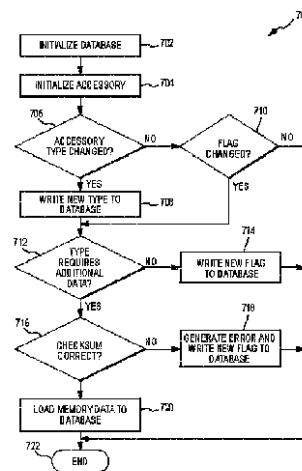 INITIALIZE DATABASE
702
INITIALIZE ACCESSORY
704
706
710
ACCESSORY
TYPE CHANGED?
NO
FLAG
CHANGED?
NO
YES
YES
WRITE NEW TYPE TO
DATABASE
708
712
714
TYPE
REQUIRES
ADDITIONAL
DATA?
NO
WRITE NEW FLAG
TO DATABASE
YES
716
718
CHECKSUM
CORRECT?
NO
GENERATE ERROR AND
WRITE NEW FLAG TO
DATABASE
YES
LOAD MEMORY DATA TO
DATABASE
720
722
END